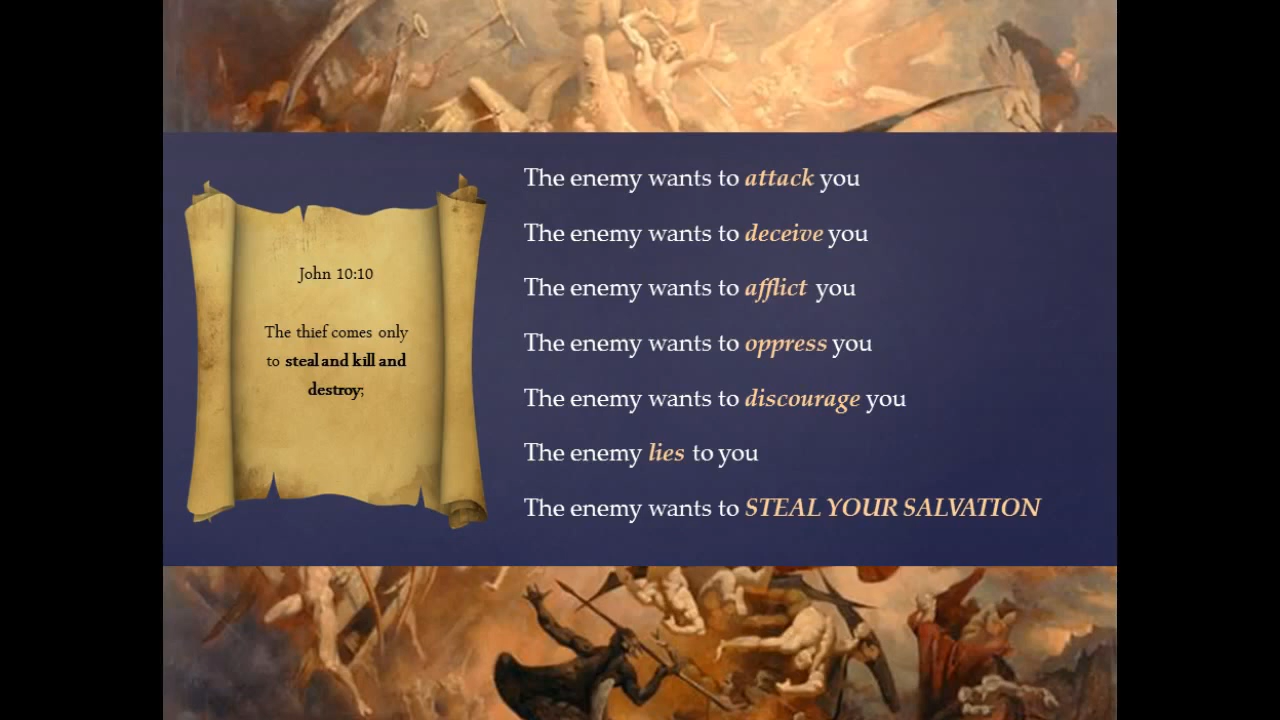 John 10:10
The thief comes only
to steal and kill and
destroy;
The enemy wants to attack you
The enemy wants to deceive you
The enemy wants to afflict you
The enemy wants to oppress you
The enemy wants to discourage you
The enemy lies to you
The enemy wants to STEAL YOUR SALVATION